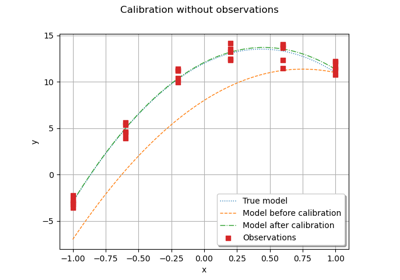 Calibration without observations
15
10
5
0
−5
y
−1.00
−0.75
−0.50
−0.25
0.00
0.25
0.50
0.75
1.00
x
True model
Model before calibration
Model after calibration
Observations